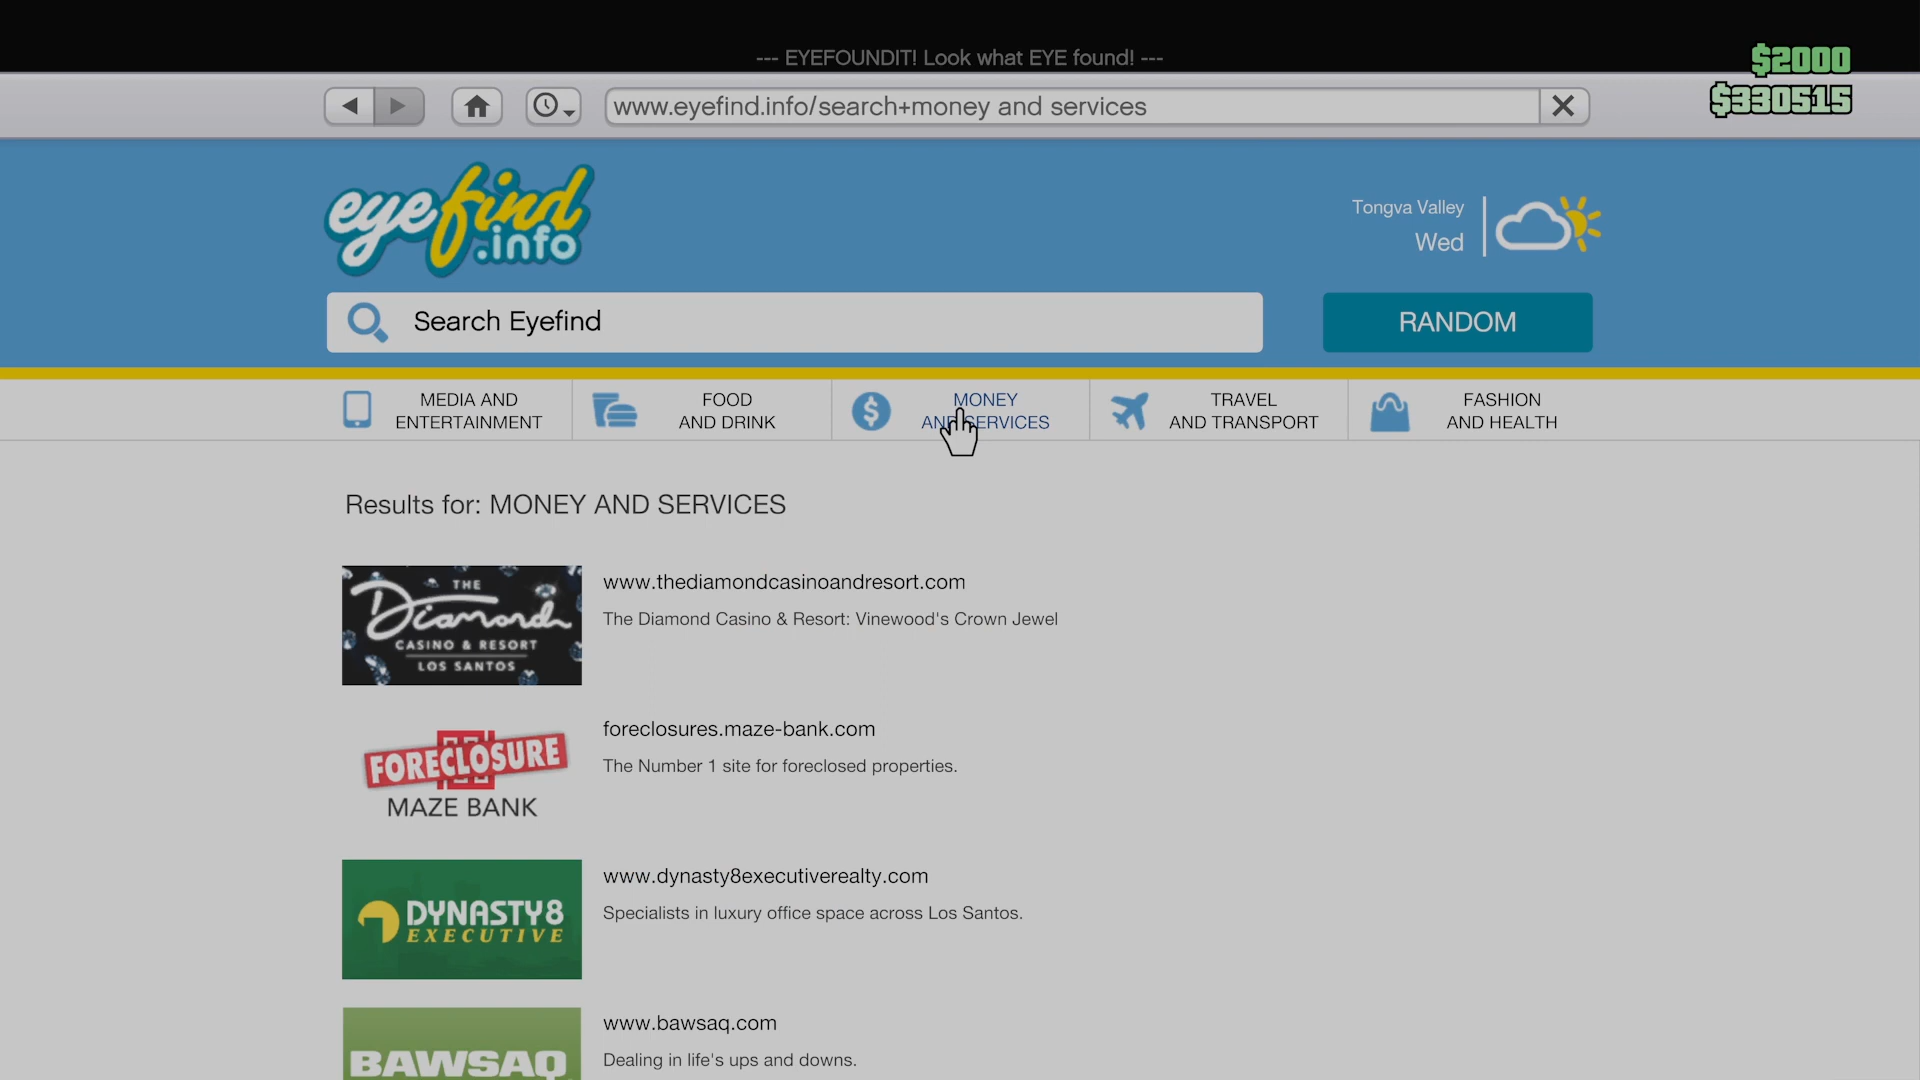 --- EYEFOUNDIT! Look what EYE found! ---
$2000
$330515
www.eyefind.info/search+money and services
eyefind
.info
Tongva Valley
Wed
Search Eyefind
RANDOM
MEDIA AND
ENTERTAINMENT
FOOD
AND DRINK
MONEY
AND SERVICES
TRAVEL
AND TRANSPORT
FASHION
AND HEALTH
Results for: MONEY AND SERVICES
THE
Diamond
CASINO & RESORT
LOS SANTOS
www.thediamondcasinoandresort.com
The Diamond Casino & Resort: Vinewood's Crown Jewel
FORECLOSURE
MAZE BANK
foreclosures.maze-bank.com
The Number 1 site for foreclosed properties.
DYNASTY8
EXECUTIVE
www.dynasty8executiverealty.com
Specialists in luxury office space across Los Santos.
BAWSAQ
www.bawsaq.com
Dealing in life's ups and downs.